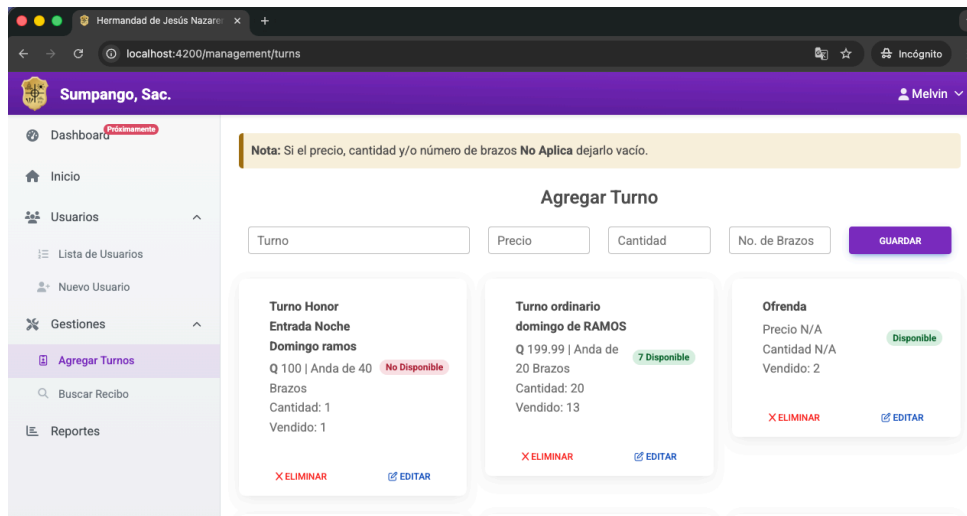 Hermandad de Jesús Nazare
localhost:4200/management/turns
Incógnito
Sumpango, Sac.
Melvin
Dashboard
Próximamente
Inicio
Usuarios
Lista de Usuarios
Nuevo Usuario
Gestiones
Agregar Turnos
Buscar Recibo
Reportes
Nota: Si el precio, cantidad y/o número de brazos No Aplica dejarlo vacío.
Agregar Turno
Turno
Precio
Cantidad
No. de Brazos
GUARDAR
Turno Honor
Entrada Noche
Domingo ramos
Q 100 | Anda de 40
Brazos
Cantidad: 1
Vendido: 1
No Disponible
ELIMINAR
EDITAR
Turno ordinario
domingo de RAMOS
Q 199.99 | Anda de
20 Brazos
Cantidad: 20
Vendido: 13
7 Disponible
ELIMINAR
EDITAR
Ofrenda
Precio N/A
Cantidad N/A
Vendido: 2
Disponible
ELIMINAR
EDITAR